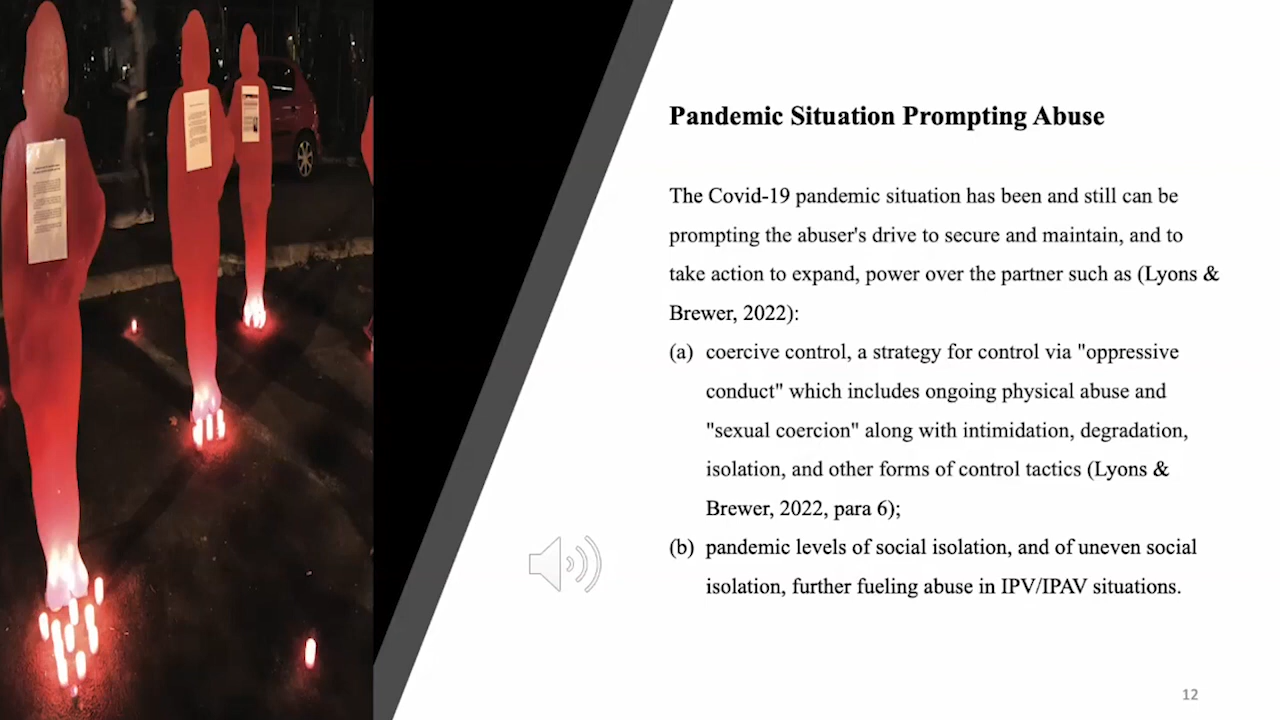 Pandemic Situation Prompting Abuse
The Covid-19 pandemic situation has been and still can be
prompting the abuser's drive to secure and maintain, and to
take action to expand, power over the partner such as (Lyons &
Brewer, 2022):
(a) coercive control, a strategy for control via "oppressive
conduct" which includes ongoing physical abuse and
"sexual coercion" along with intimidation, degradation,
isolation, and other forms of control tactics (Lyons &
Brewer, 2022, para 6);
(b) pandemic levels of social isolation, and of uneven social
isolation, further fueling abuse in IPV/IPAV situations.
12